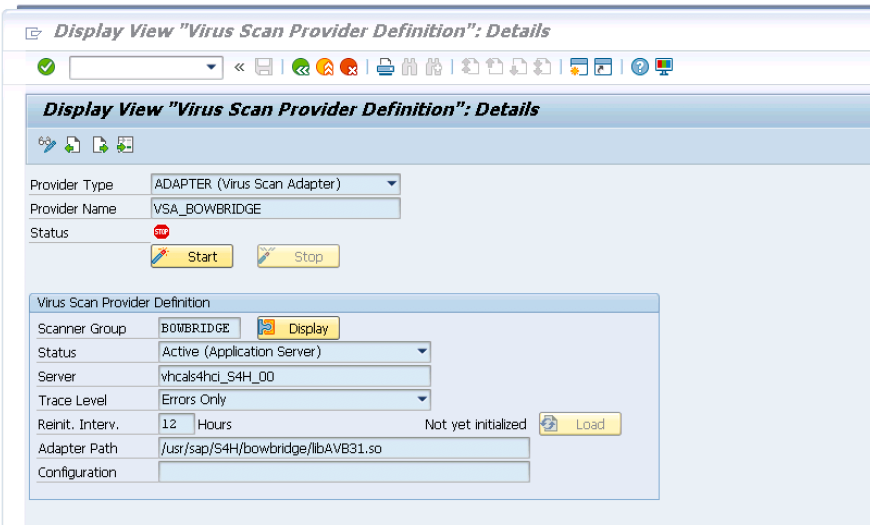 Display View "Virus Scan Provider Definition": Details
Display View "Virus Scan Provider Definition": Details
Provider Type ADAPTER (Virus Scan Adapter)
Provider Name VSA_BOWBRIDGE
Status STOP
Start Stop
Virus Scan Provider Definition
Scanner Group BOWBRIDGE Display
Status Active (Application Server)
Server vhcals4hci_S4H_00
Trace Level Errors Only
Reinit. Interv. 12 Hours Not yet initialized Load
Adapter Path /usr/sap/S4H/bowbridge/libAVB31.so
Configuration